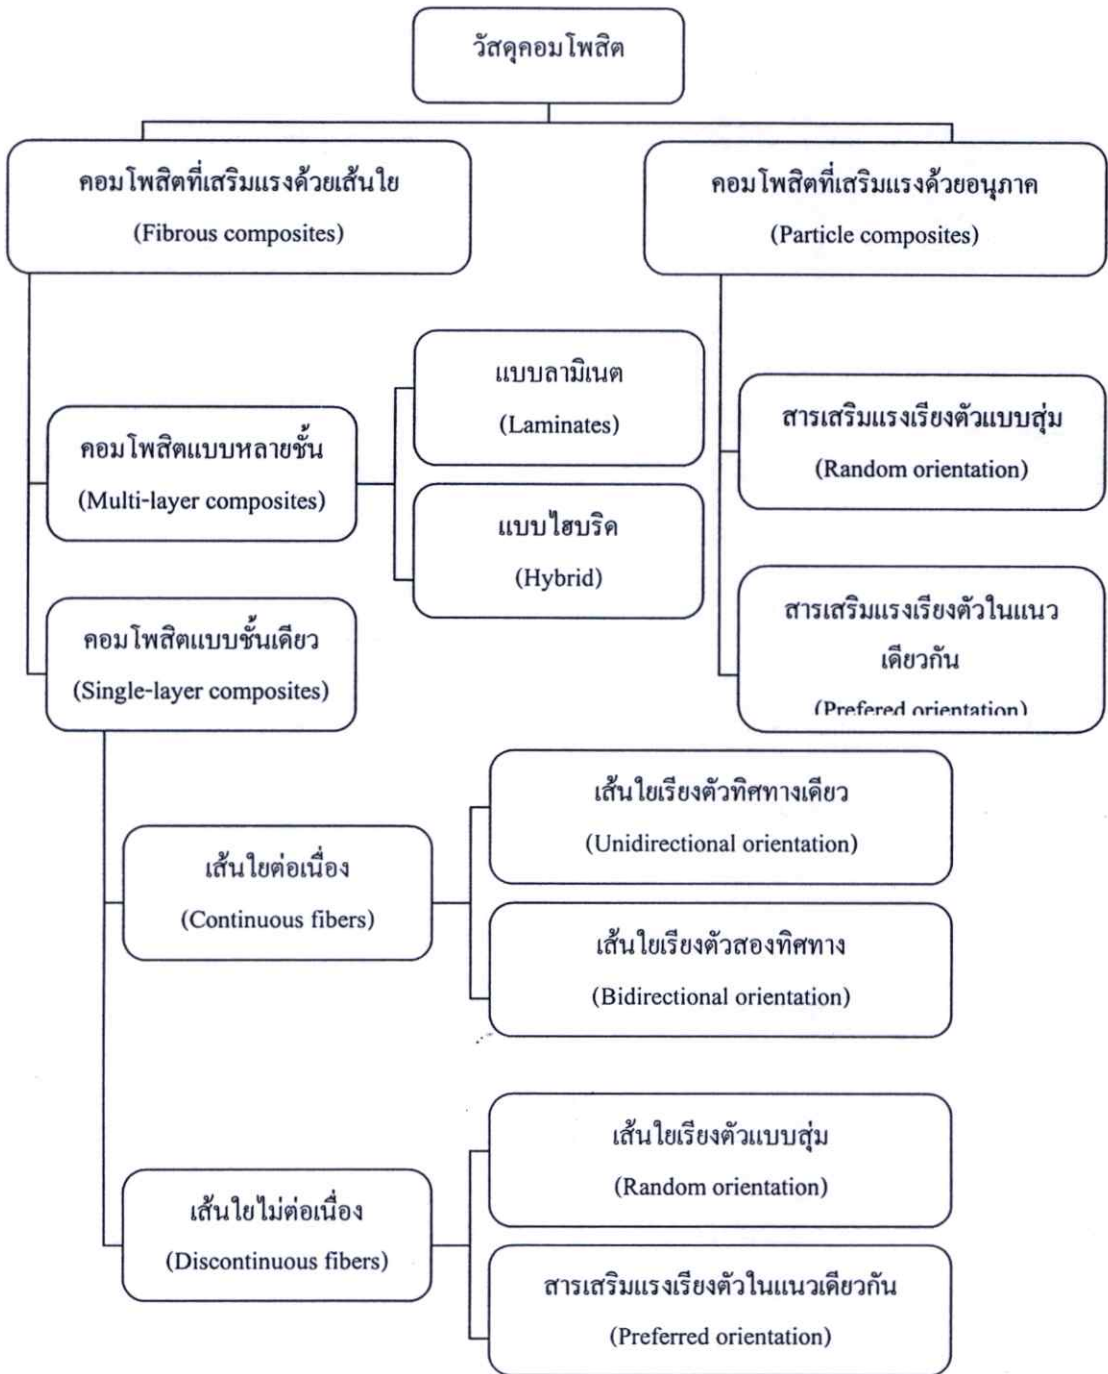 วัสดุคอมโพสิต
คอมโพสิตที่เสริมแรงด้วยเส้นใย
(Fibrous composites)
คอมโพสิตที่เสริมแรงด้วยอนุภาค
(Particle composites)
คอมโพสิตแบบหลายชั้น
(Multi-layer composites)
แบบลามิเนต
(Laminates)
แบบไฮบริค
(Hybrid)
สารเสริมแรงเรียงตัวแบบสุ่ม
(Random orientation)
สารเสริมแรงเรียงตัวในแนว
เดียวกัน
(Prefered orientation)
คอมโพสิตแบบชั้นเดียว
(Single-layer composites)
เส้นใยต่อเนื่อง
(Continuous fibers)
เส้นใยเรียงตัวทิศทางเดียว
(Unidirectional orientation)
เส้นใยเรียงตัวสองทิศทาง
(Bidirectional orientation)
เส้นใยไม่ต่อเนื่อง
(Discontinuous fibers)
เส้นใยเรียงตัวแบบสุ่ม
(Random orientation)
สารเสริมแรงเรียงตัวในแนวเดียวกัน
(Preferred orientation)